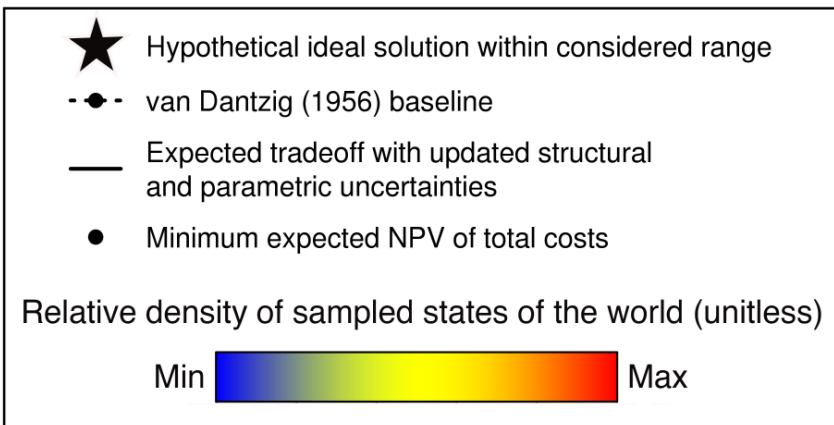 Hypothetical ideal solution within considered range
van Dantzig (1956) baseline
Expected tradeoff with updated structural
and parametric uncertainties
Minimum expected NPV of total costs
Relative density of sampled states of the world (unitless)
Min Max